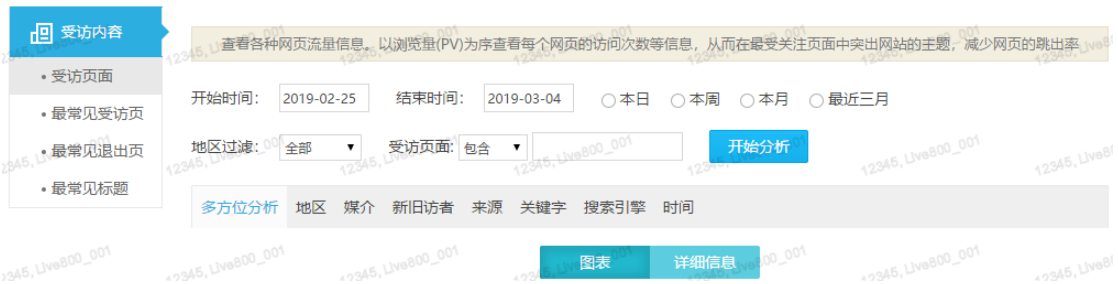 受访内容
查看各种网页流量信息。以浏览量(PV)为序查看每个网页的访问次数等信息，从而在最受关注页面中突出网站的主题，减少网页的跳出率
• 受访页面
• 最常见受访页
• 最常见退出页
• 最常见标题
开始时间： 2019-02-25 结束时间： 2019-03-04 本日 本周 本月 最近三月
地区过滤： 全部 受访页面: 包含 开始分析
多方位分析 地区 媒介 新旧访者 来源 关键字 搜索引擎 时间
图表 详细信息
12345, Live800_001